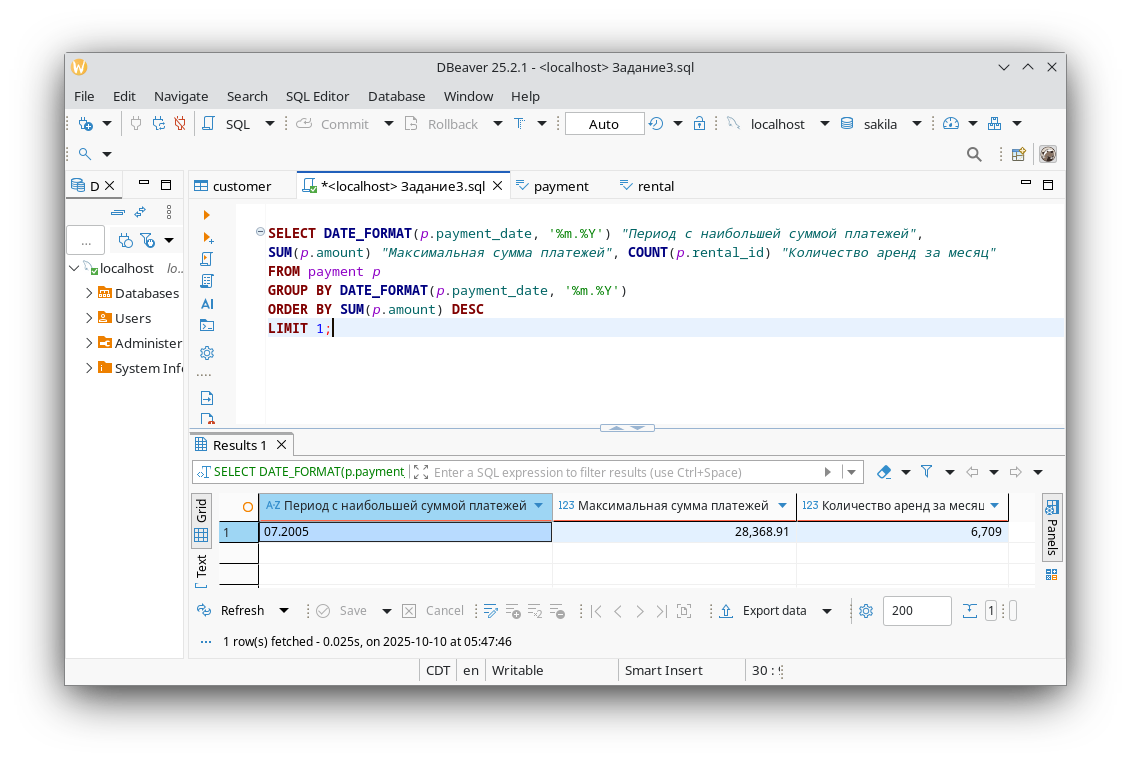 DBeaver 25.2.1 - <localhost> Задание3.sql
File Edit Navigate Search SQL Editor Database Window Help
SQL Commit Rollback T Auto localhost sakila
D
customer *<localhost> Задание3.sql payment rental
...
localhost lo..
Databases
Users
Administer
System Info
AI
SELECT DATE_FORMAT(p.payment_date, '%m.%Y') "Период с наибольшей суммой платежей",
SUM(p.amount) "Максимальная сумма платежей", COUNT(p.rental_id) "Количество аренд за месяц"
FROM payment p
GROUP BY DATE_FORMAT(p.payment_date, '%m.%Y')
ORDER BY SUM(p.amount) DESC
LIMIT 1;
Results 1
SELECT DATE_FORMAT(p.payment Enter a SQL expression to filter results (use Ctrl+Space)
Grid
Text
A-Z Период с наибольшей суммой платежей 123 Максимальная сумма платежей 123 Количество аренд за месяц
1 07.2005 28,368.91 6,709
Panels
Refresh Save Cancel Export data 200 1
1 row(s) fetched - 0.025s, on 2025-10-10 at 05:47:46
CDT en Writable Smart Insert 30 :